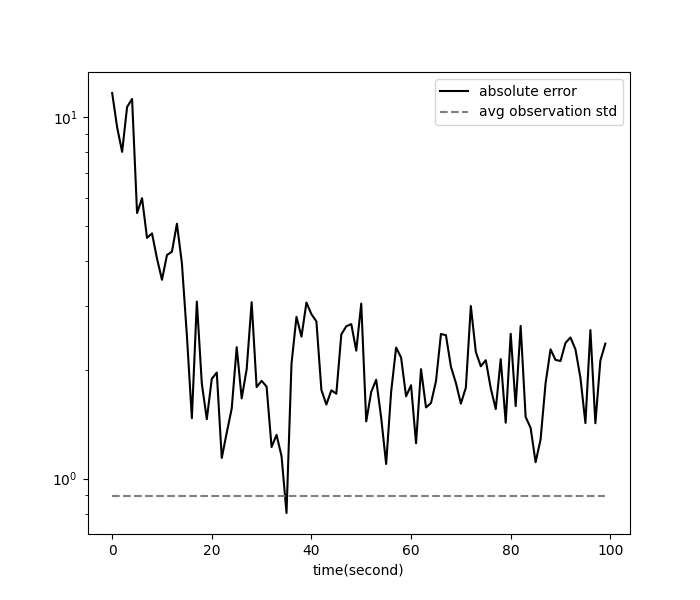 absolute error
avg observation std
10¹
10⁰
0 20 40 60 80 100
time(second)